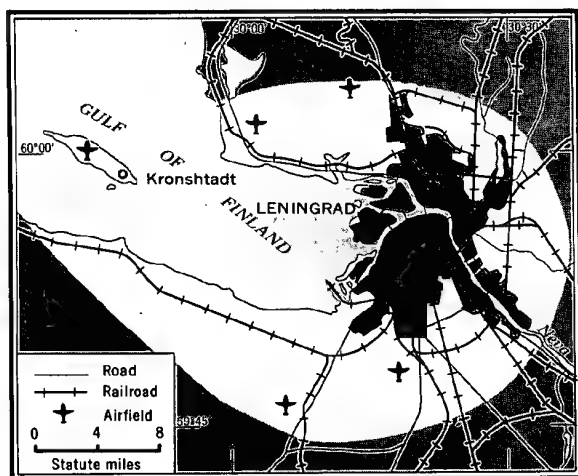 30°00'
30°30'
GULF
OF
FINLAND
60°00'
Kronshtadt
LENINGRAD
Neva
59°45'
Road
Railroad
Airfield
0 4 8
Statute miles